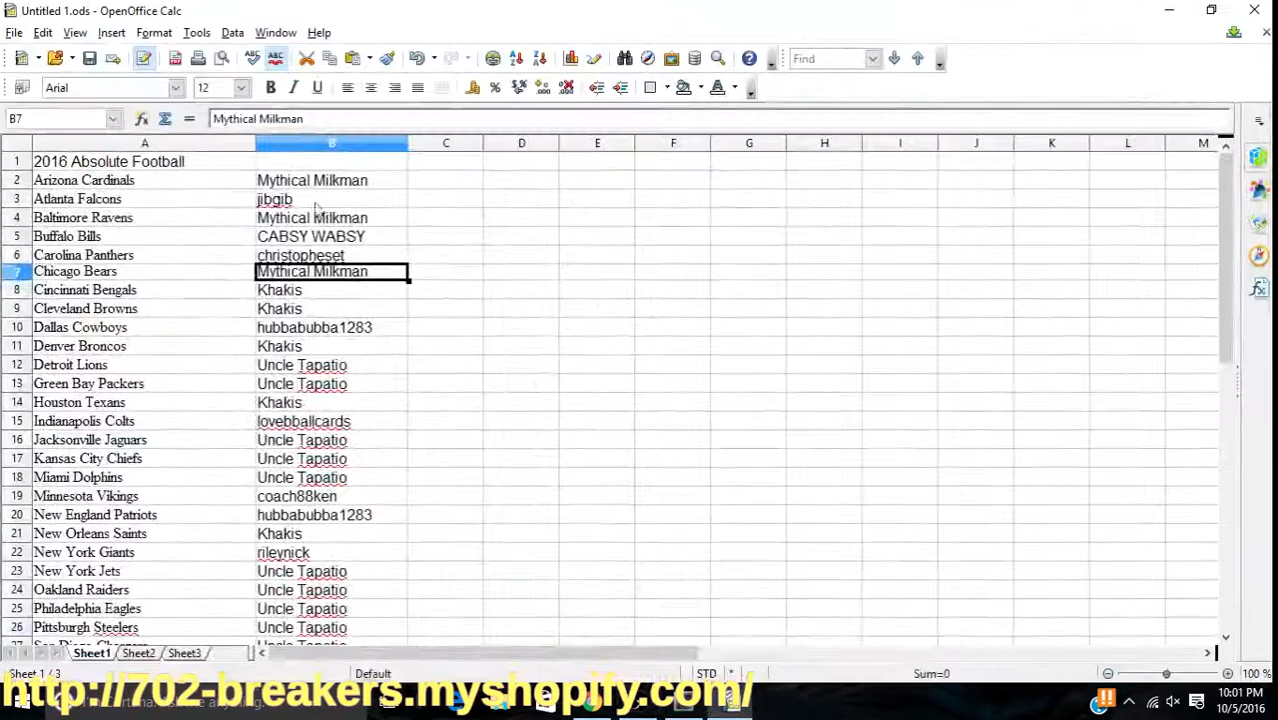 Untitled 1.ods - OpenOffice Calc
File Edit View Insert Format Tools Data Window Help
Find
Arial 12
B7 Mythical Milkman
A B C D E F G H I J K L M
1 2016 Absolute Football
2 Arizona Cardinals Mythical Milkman
3 Atlanta Falcons jibgib
4 Baltimore Ravens Mythical Milkman
5 Buffalo Bills CABSY WABSY
6 Carolina Panthers christopheset
7 Chicago Bears Mythical Milkman
8 Cincinnati Bengals Khakis
9 Cleveland Browns Khakis
10 Dallas Cowboys hubbabubba1283
11 Denver Broncos Khakis
12 Detroit Lions Uncle Tapatio
13 Green Bay Packers Uncle Tapatio
14 Houston Texans Khakis
15 Indianapolis Colts lovebballcards
16 Jacksonville Jaguars Uncle Tapatio
17 Kansas City Chiefs Uncle Tapatio
18 Miami Dolphins Uncle Tapatio
19 Minnesota Vikings coach88ken
20 New England Patriots hubbabubba1283
21 New Orleans Saints Khakis
22 New York Giants rileynick
23 New York Jets Uncle Tapatio
24 Oakland Raiders Uncle Tapatio
25 Philadelphia Eagles Uncle Tapatio
26 Pittsburgh Steelers Uncle Tapatio
Sheet1 Sheet2 Sheet3
Sheet 1 / 3 Default STD * Sum=0 100 %
http://702-breakers.myshopify.com/
10:01 PM
10/5/2016